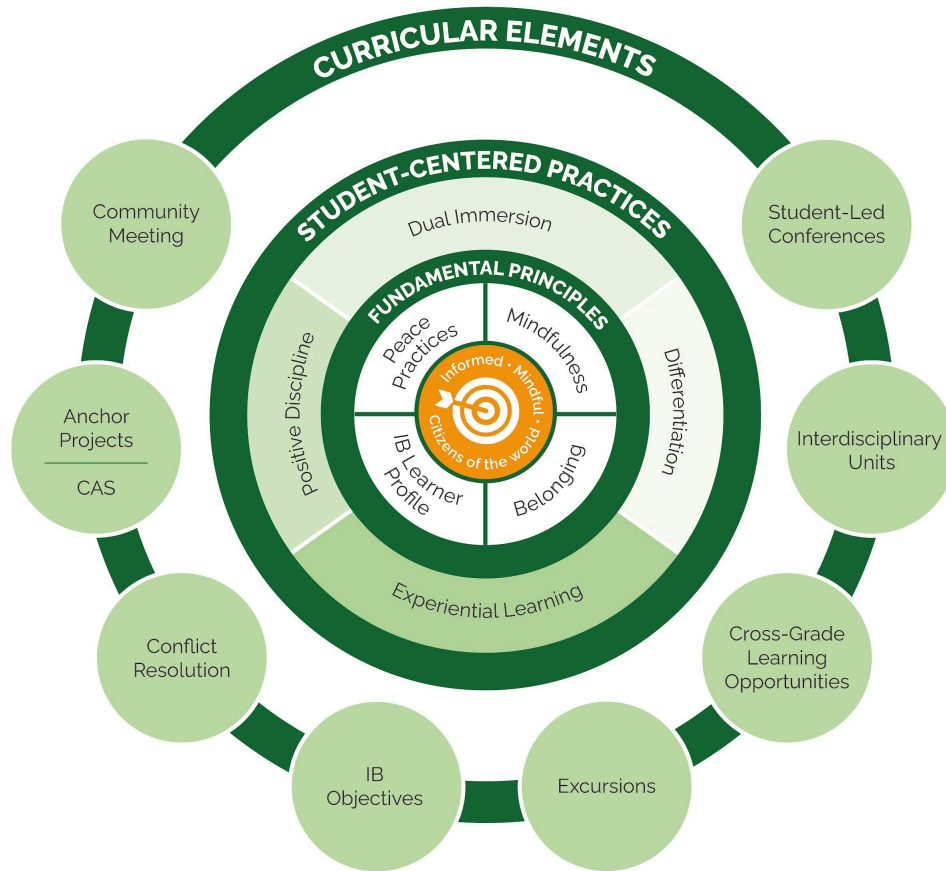 CURRICULAR ELEMENTS
Community
Meeting
Student-Led
Conferences
Anchor
Projects
CAS
Interdisciplinary
Units
Conflict
Resolution
Cross-Grade
Learning
Opportunities
IB
Objectives
Excursions
STUDENT-CENTERED PRACTICES
Dual Immersion
Positive Discipline
Differentiation
Experiential Learning
FUNDAMENTAL PRINCIPLES
Peace
Practices
Mindfulness
IB Learner
Profile
Belonging
Informed • Mindful •
Citizens of the world •